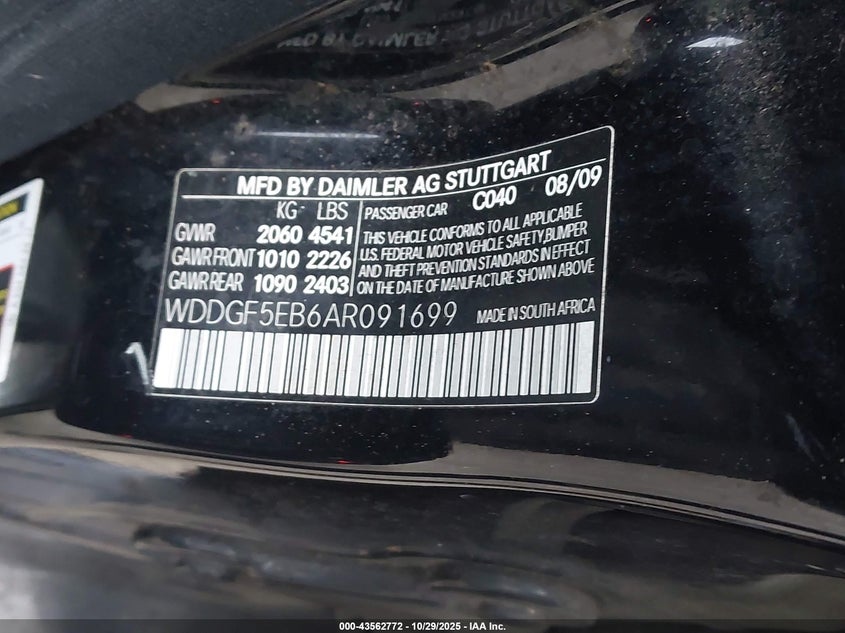 MFD BY DAIMLER AG STUTTGART C040 08/09
KG LBS
GVWR 2060 4541
GAWR FRONT 1010 2226
GAWR REAR 1090 2403
PASSENGER CAR
THIS VEHICLE CONFORMS TO ALL APPLICABLE
U.S. FEDERAL MOTOR VEHICLE SAFETY, BUMPER
AND THEFT PREVENTION STANDARDS IN EFFECT
ON THE DATE OF MANUFACTURE SHOWN ABOVE
WDDGF5EB6AR091699 MADE IN SOUTH AFRICA
000-43562772 - 10/29/2025 - IAA Inc.